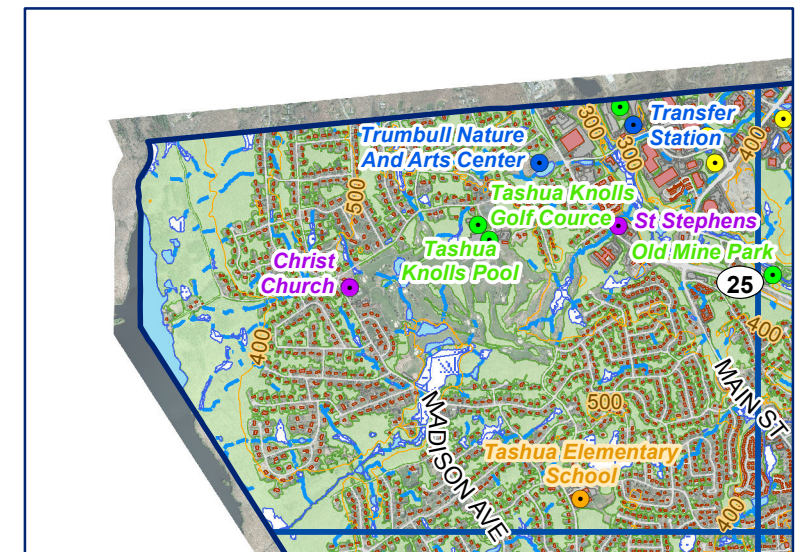 300
300
Transfer
Station
Trumbull Nature
And Arts Center
400
Tashua Knolls
Golf Cource
500
St Stephens
Tashua
Knolls Pool
Old Mine Park
Christ
Church
25
400
400
MAIN ST
MADISON AVE
500
Tashua Elementary
School
400